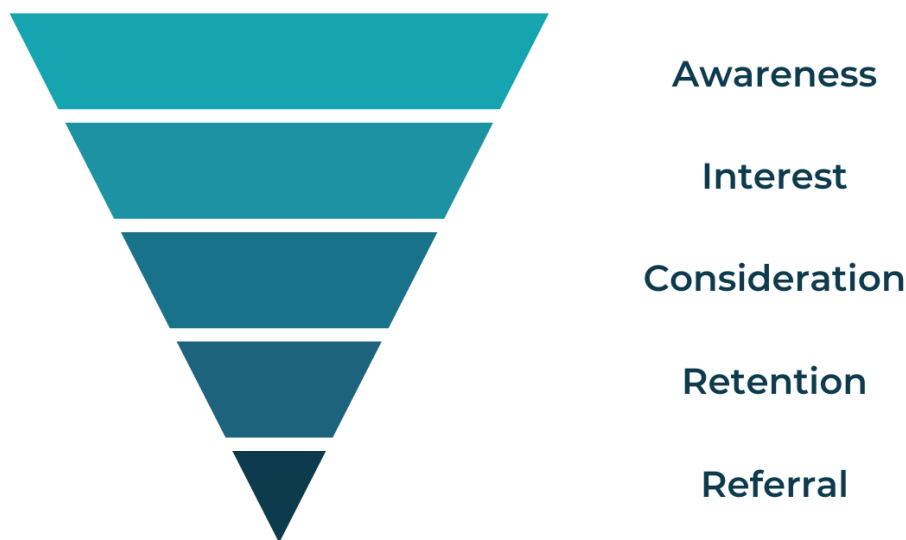 Awareness
Interest
Consideration
Retention
Referral